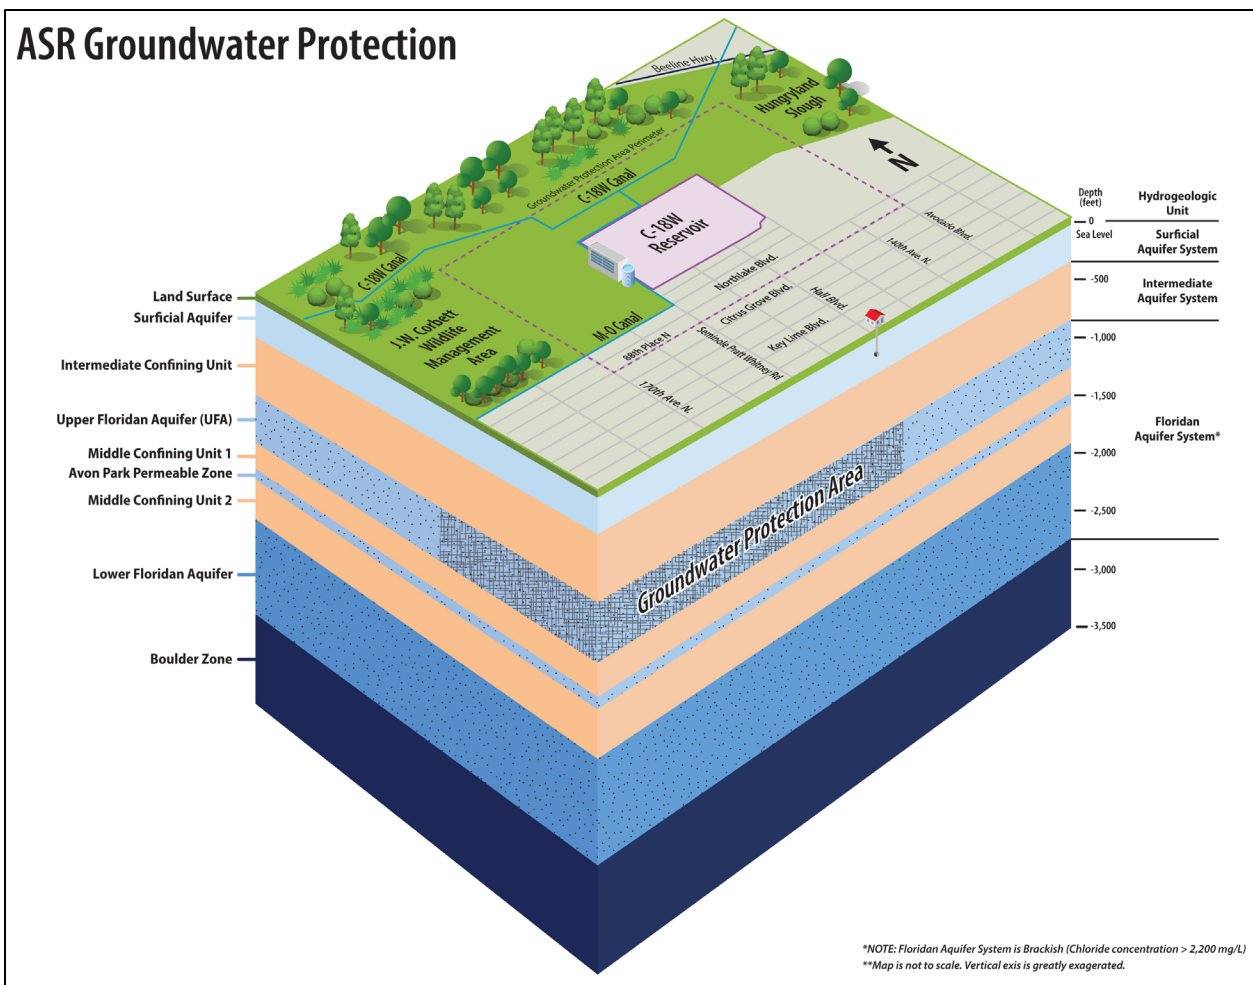 ASR Groundwater Protection
Beeline Hwy.
Hungryland
Slough
Groundwater Protection Area Perimeter
C-18W Canal
N
C-18W
Reservoir
C-18W Canal
Avocado Blvd.
140th Ave. N.
Northlake Blvd.
Hall Blvd.
Citrus Grove Blvd.
Key Lime Blvd.
M-O Canal
88th Place N
Seminole Pratt Whitney Rd
170th Ave. N.
J.W. Corbett
Wildlife
Management
Area
Land Surface
Surficial Aquifer
Intermediate Confining Unit
Upper Floridan Aquifer (UFA)
Middle Confining Unit 1
Avon Park Permeable Zone
Middle Confining Unit 2
Lower Floridan Aquifer
Boulder Zone
Groundwater Protection Area
Depth
(feet)
0
Sea Level
-500
-1,000
-1,500
-2,000
-2,500
-3,000
-3,500
Hydrogeologic
Unit
Surficial
Aquifer System
Intermediate
Aquifer System
Floridan
Aquifer System*
*NOTE: Floridan Aquifer System is Brackish (Chloride concentration > 2,200 mg/L)
**Map is not to scale. Vertical exis is greatly exagerated.